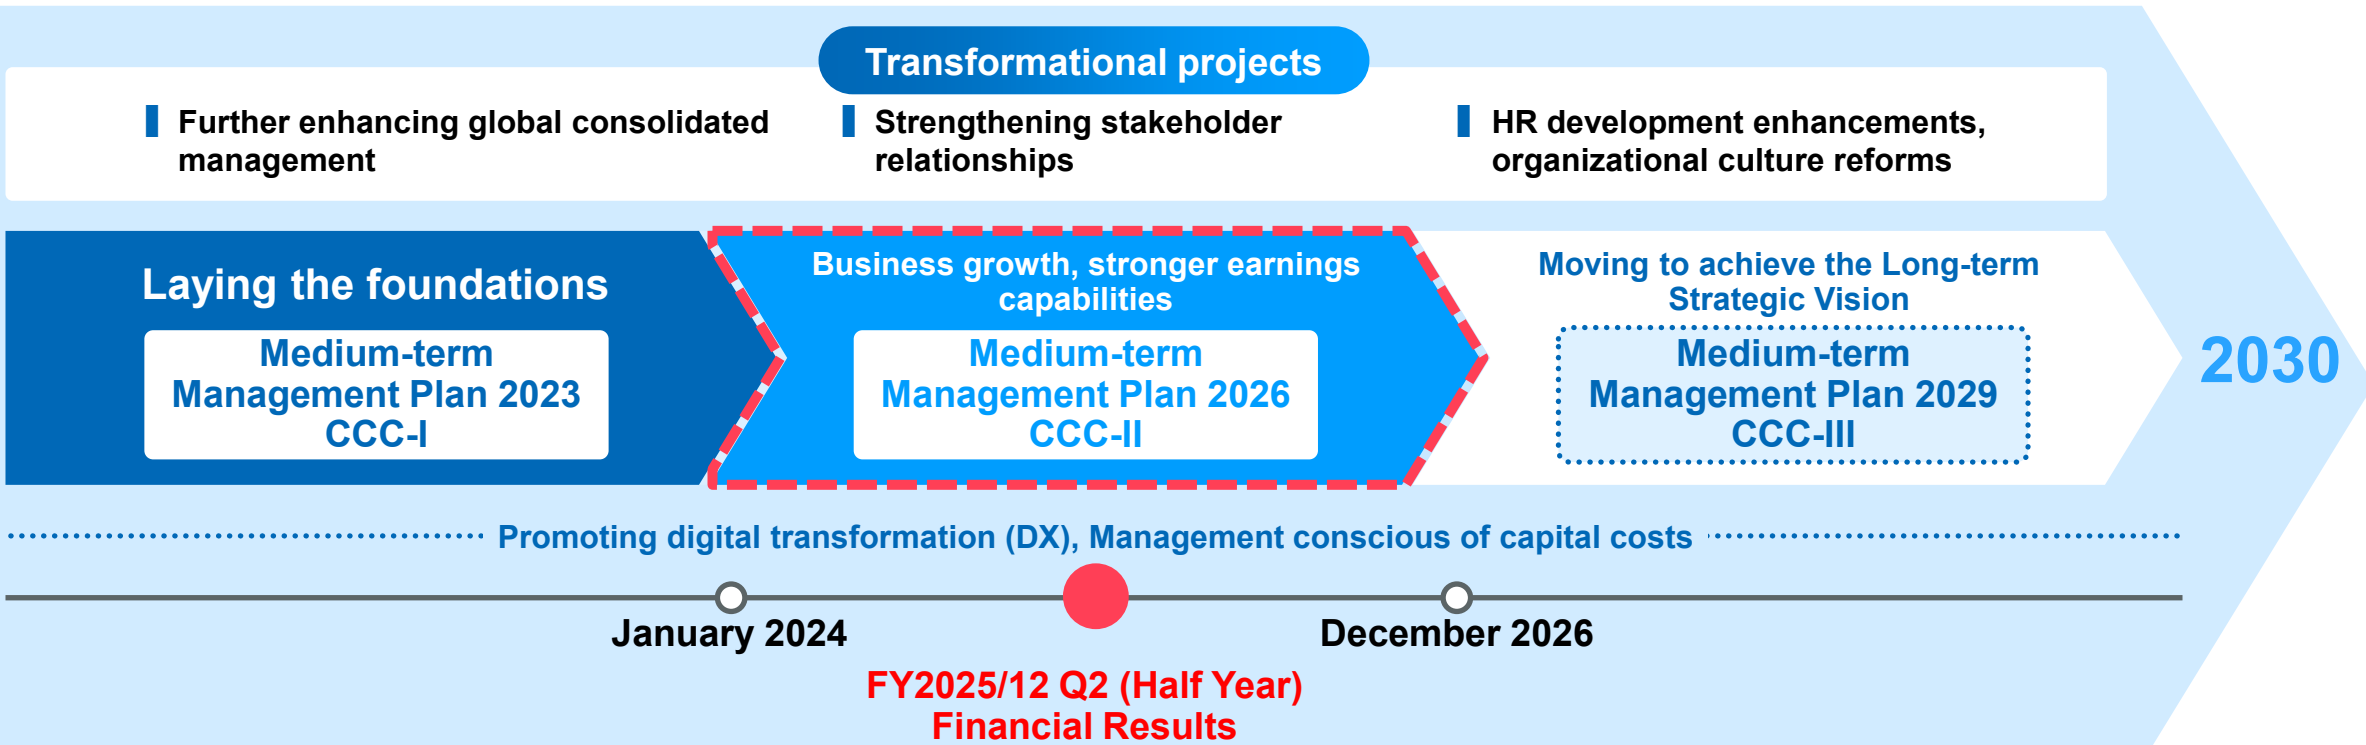 Transformational projects
Further enhancing global consolidated
management
Strengthening stakeholder
relationships
HR development enhancements,
organizational culture reforms
Laying the foundations
Medium-term
Management Plan 2023
CCC-I
Business growth, stronger earnings
capabilities
Medium-term
Management Plan 2026
CCC-II
Moving to achieve the Long-term
Strategic Vision
Medium-term
Management Plan 2029
CCC-III
2030
Promoting digital transformation (DX), Management conscious of capital costs
January 2024
December 2026
FY2025/12 Q2 (Half Year)
Financial Results